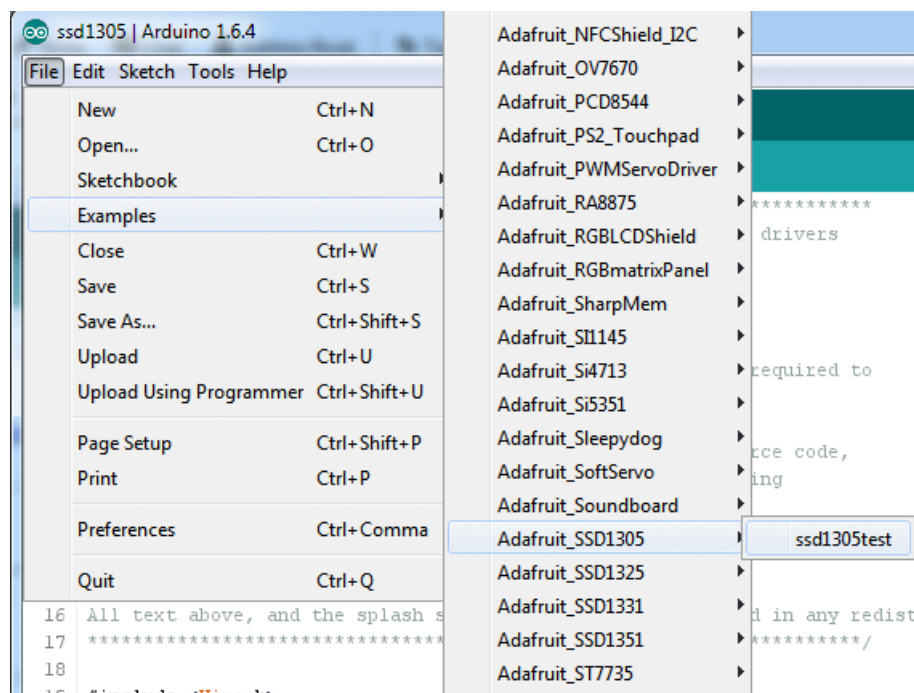 ssd1305 | Arduino 1.6.4
File Edit Sketch Tools Help
New Ctrl+N
Open... Ctrl+O
Sketchbook
Examples
Close Ctrl+W
Save Ctrl+S
Save As... Ctrl+Shift+S
Upload Ctrl+U
Upload Using Programmer Ctrl+Shift+U
Page Setup Ctrl+Shift+P
Print Ctrl+P
Preferences Ctrl+Comma
Quit Ctrl+Q
Adafruit_NFCShield_I2C
Adafruit_OV7670
Adafruit_PCD8544
Adafruit_PS2_Touchpad
Adafruit_PWMServoDriver
Adafruit_RA8875
Adafruit_RGBLCDShield
Adafruit_RGBmatrixPanel
Adafruit_SharpMem
Adafruit_SI1145
Adafruit_Si4713
Adafruit_Si5351
Adafruit_Sleepydog
Adafruit_SoftServo
Adafruit_Soundboard
Adafruit_SSD1305
Adafruit_SSD1325
Adafruit_SSD1331
Adafruit_SSD1351
Adafruit_ST7735
ssd1305test
***********
drivers
required to
rce code,
ing
16 All text above, and the splash s d in any redist
17 ********************************* ***********/
18